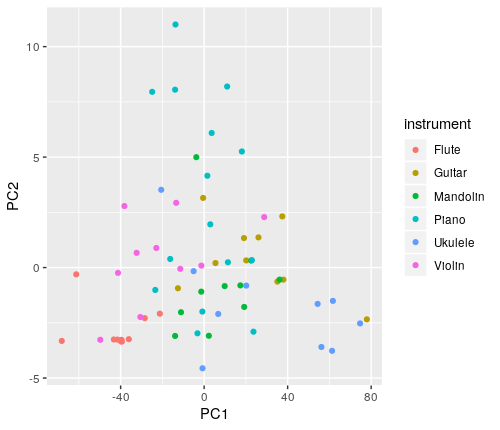 10
5
0
-5
PC2
-40
0
40
80
PC1
instrument
Flute
Guitar
Mandolin
Piano
Ukulele
Violin